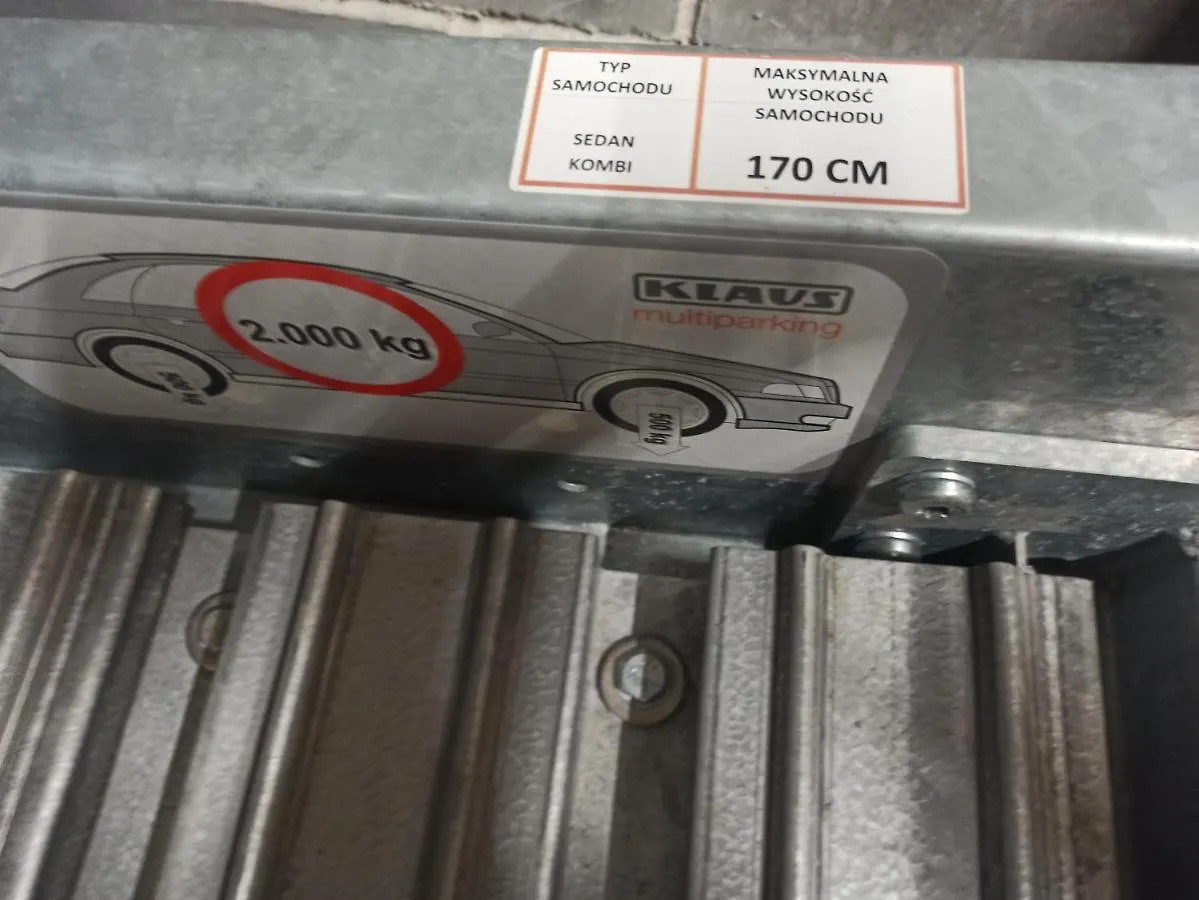 TYP
SAMOCHODU
SEDAN
KOMBI
MAKSYMALNA
WYSOKOŚĆ
SAMOCHODU
170 CM
KLAUS
multiparking
2.000 kg
500 kg
500 kg